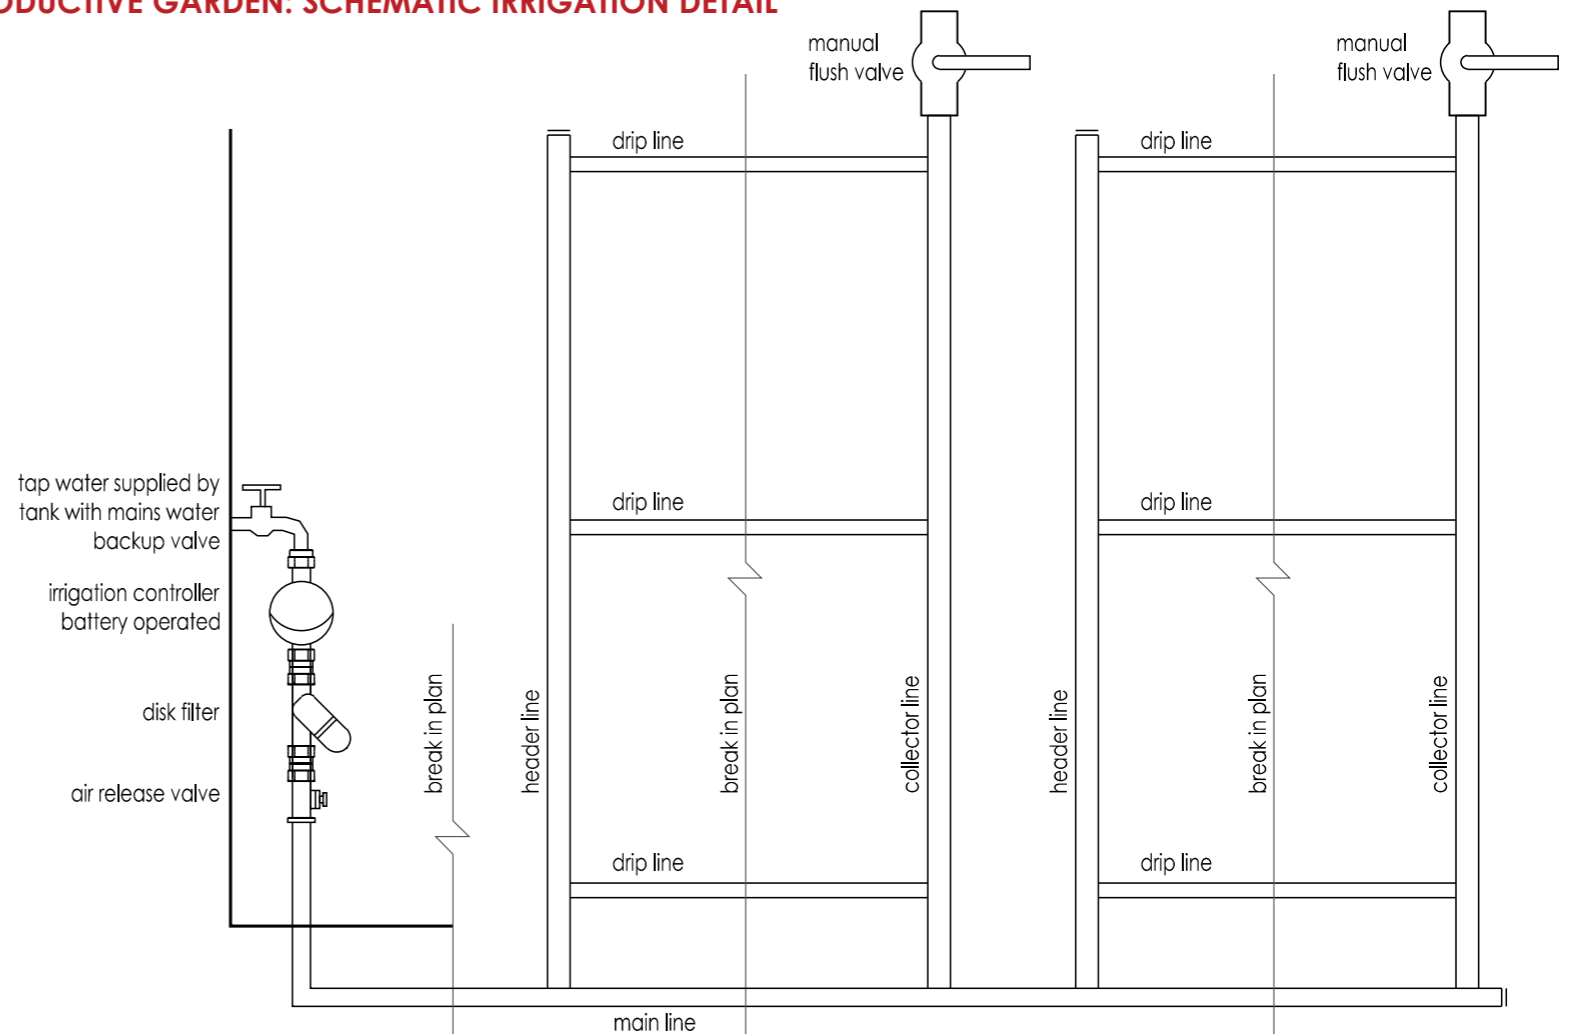 ODUCTIVE GARDEN: SCHEMATIC IRRIGATION DETAIL
manual
flush valve
manual
flush valve
drip line
drip line
tap water supplied by
tank with mains water
backup valve
drip line
drip line
irrigation controller
battery operated
disk filter
air release valve
break in plan
header line
break in plan
collector line
header line
break in plan
collector line
drip line
drip line
main line